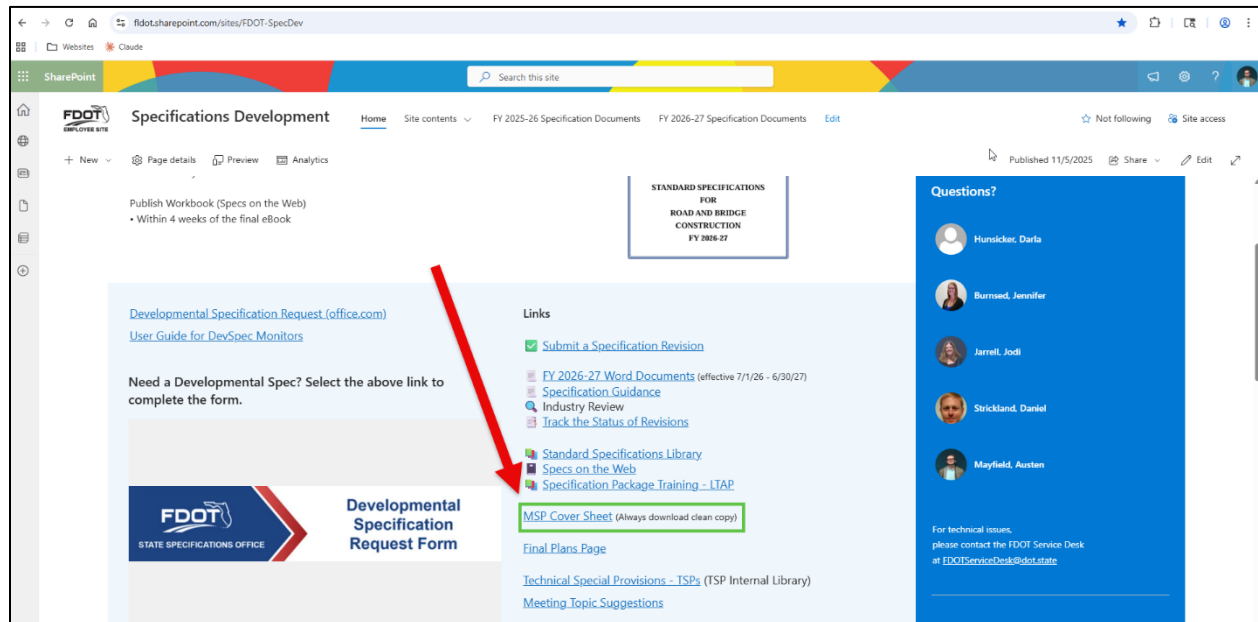 fldot.sharepoint.com/sites/FDOT-SpecDev
Websites
Claude
SharePoint
Search this site
FDOT
EMPLOYEE SITE
Specifications Development
Home
Site contents
FY 2025-26 Specification Documents
FY 2026-27 Specification Documents
Edit
Not following
Site access
+ New
Page details
Preview
Analytics
Published 11/5/2025
Share
Edit
Publish Workbook (Specs on the Web)
• Within 4 weeks of the final eBook
STANDARD SPECIFICATIONS
FOR
ROAD AND BRIDGE
CONSTRUCTION
FY 2026-27
Developmental Specification Request (office.com)
User Guide for DevSpec Monitors
Need a Developmental Spec? Select the above link to
complete the form.
FDOT
STATE SPECIFICATIONS OFFICE
Developmental
Specification
Request Form
Links
Submit a Specification Revision
FY 2026-27 Word Documents (effective 7/1/26 - 6/30/27)
Specification Guidance
Industry Review
Track the Status of Revisions
Standard Specifications Library
Specs on the Web
Specification Package Training - LTAP
MSP Cover Sheet (Always download clean copy)
Final Plans Page
Technical Special Provisions - TSPs (TSP Internal Library)
Meeting Topic Suggestions
Questions?
Hunsicker, Darla
Burnsed, Jennifer
Jarrell, Jodi
Strickland, Daniel
Mayfield, Austen
For technical issues,
please contact the FDOT Service Desk
at FDOTServiceDesk@dot.state